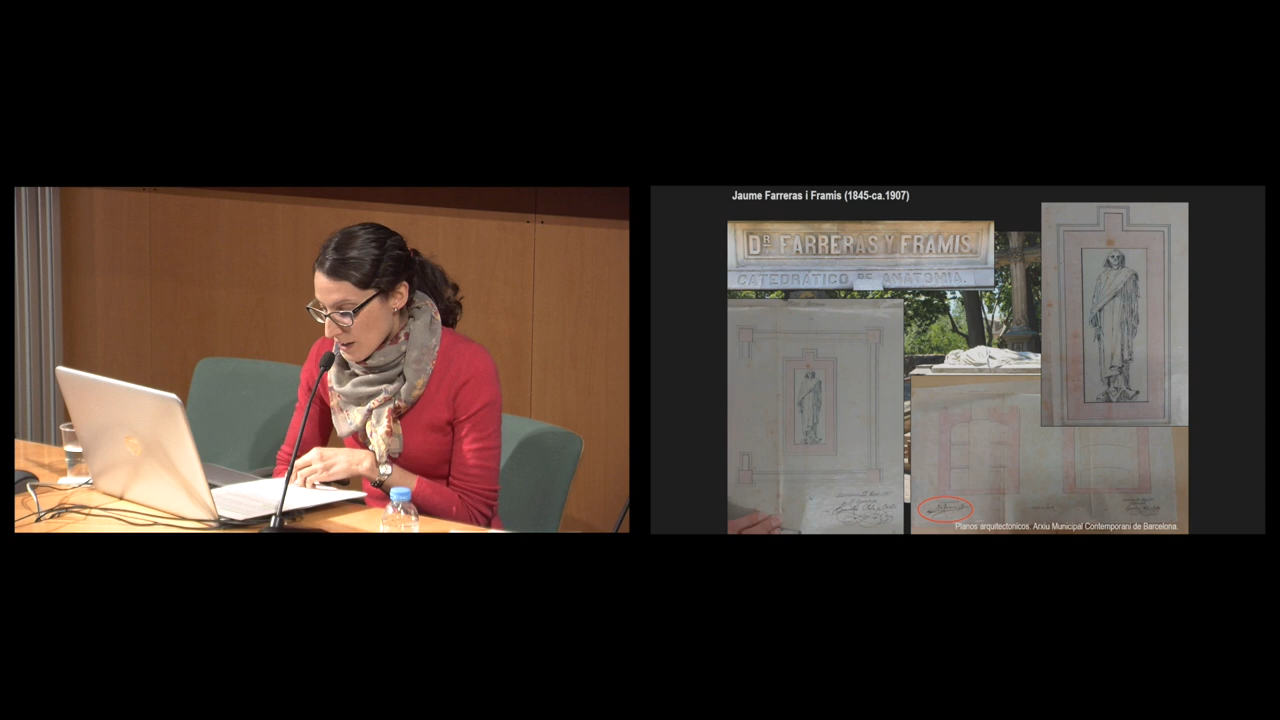 Jaume Farreras i Framis (1845-ca.1907)
DR. FARRERAS Y FRAMIS.
CATEDRÁTICO DE ANATOMIA.
Planos arquitectonicos. Arxiu Municipal Contemporani de Barcelona.